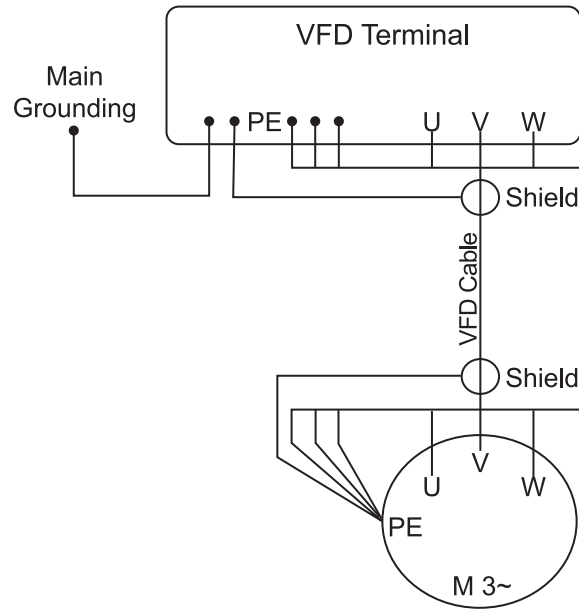 VFD Terminal
Main
Grounding
PE
U V W
Shield
VFD Cable
Shield
U V W
PE
M 3~